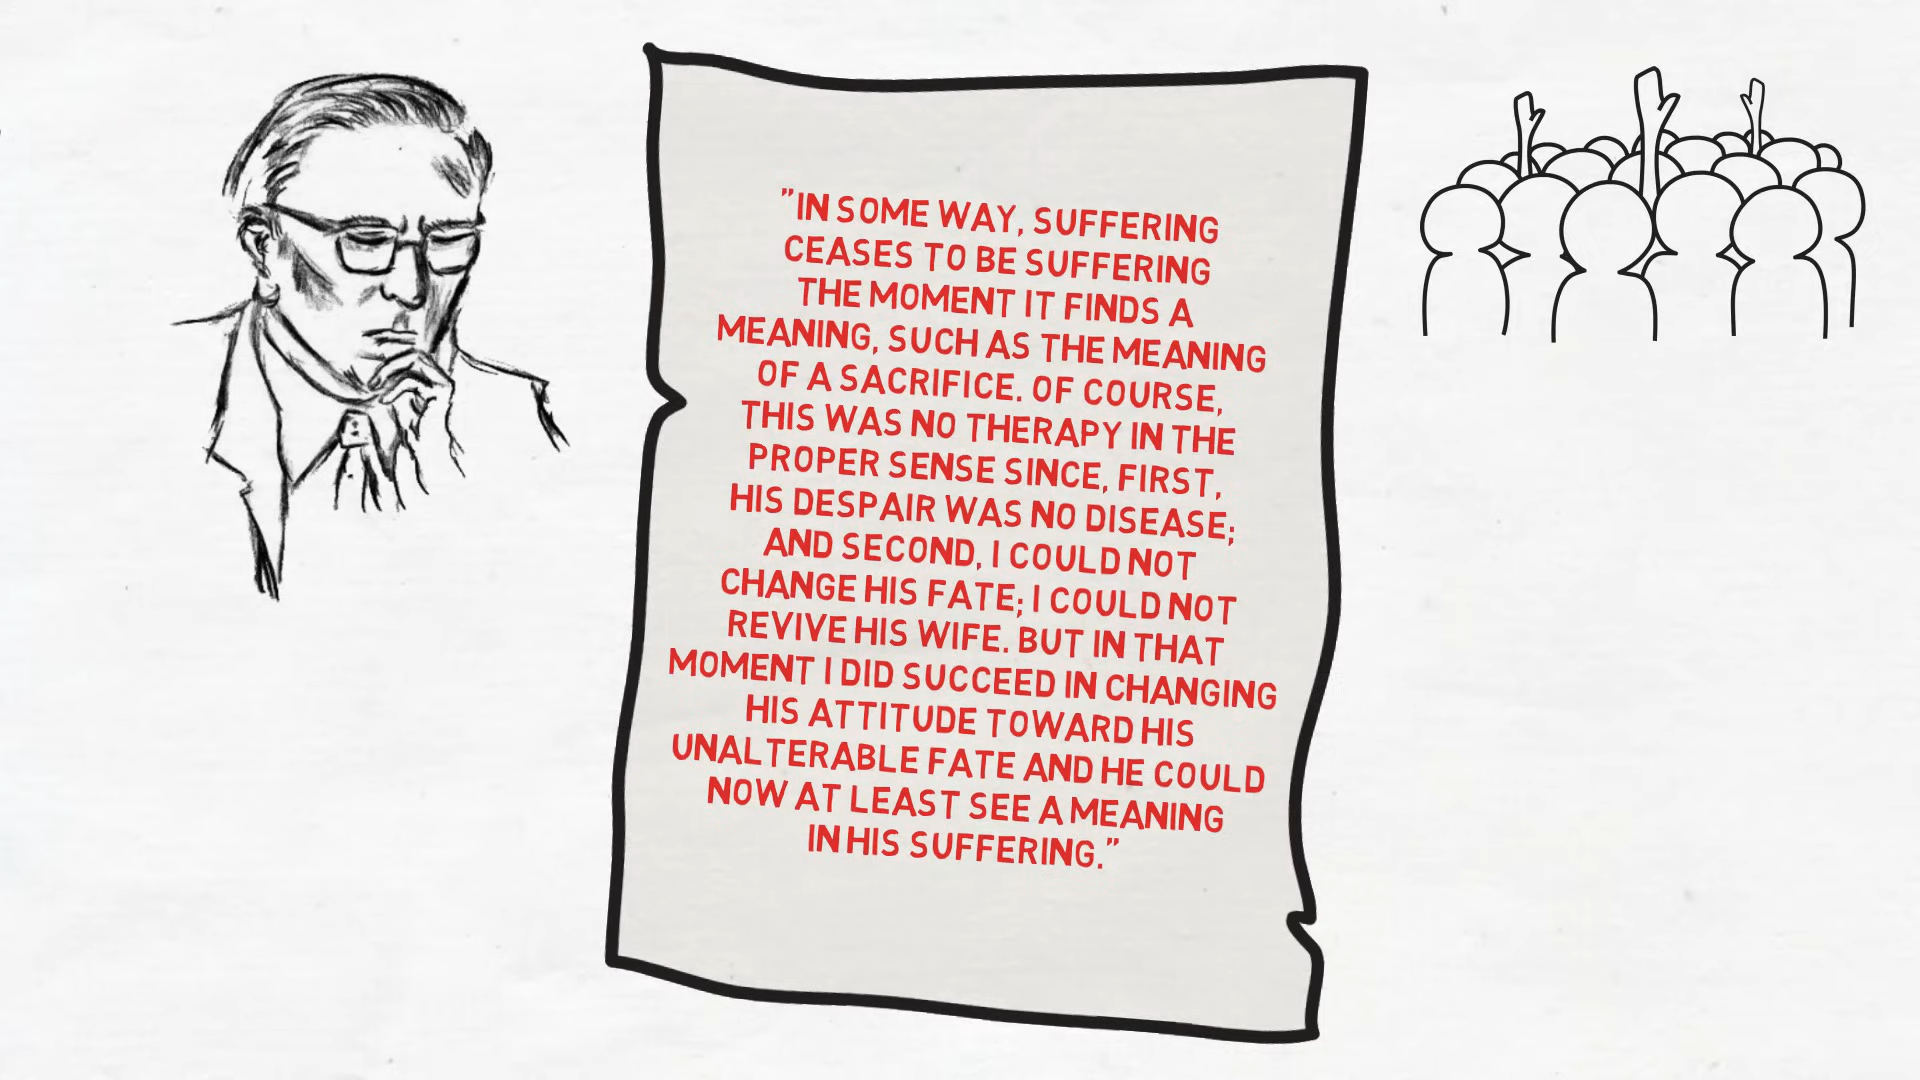 "IN SOME WAY, SUFFERING
CEASES TO BE SUFFERING
THE MOMENT IT FINDS A
MEANING, SUCH AS THE MEANING
OF A SACRIFICE. OF COURSE,
THIS WAS NO THERAPY IN THE
PROPER SENSE SINCE, FIRST,
HIS DESPAIR WAS NO DISEASE;
AND SECOND, I COULD NOT
CHANGE HIS FATE; I COULD NOT
REVIVE HIS WIFE. BUT IN THAT
MOMENT I DID SUCCEED IN CHANGING
HIS ATTITUDE TOWARD HIS
UNALTERABLE FATE AND HE COULD
NOW AT LEAST SEE A MEANING
IN HIS SUFFERING."